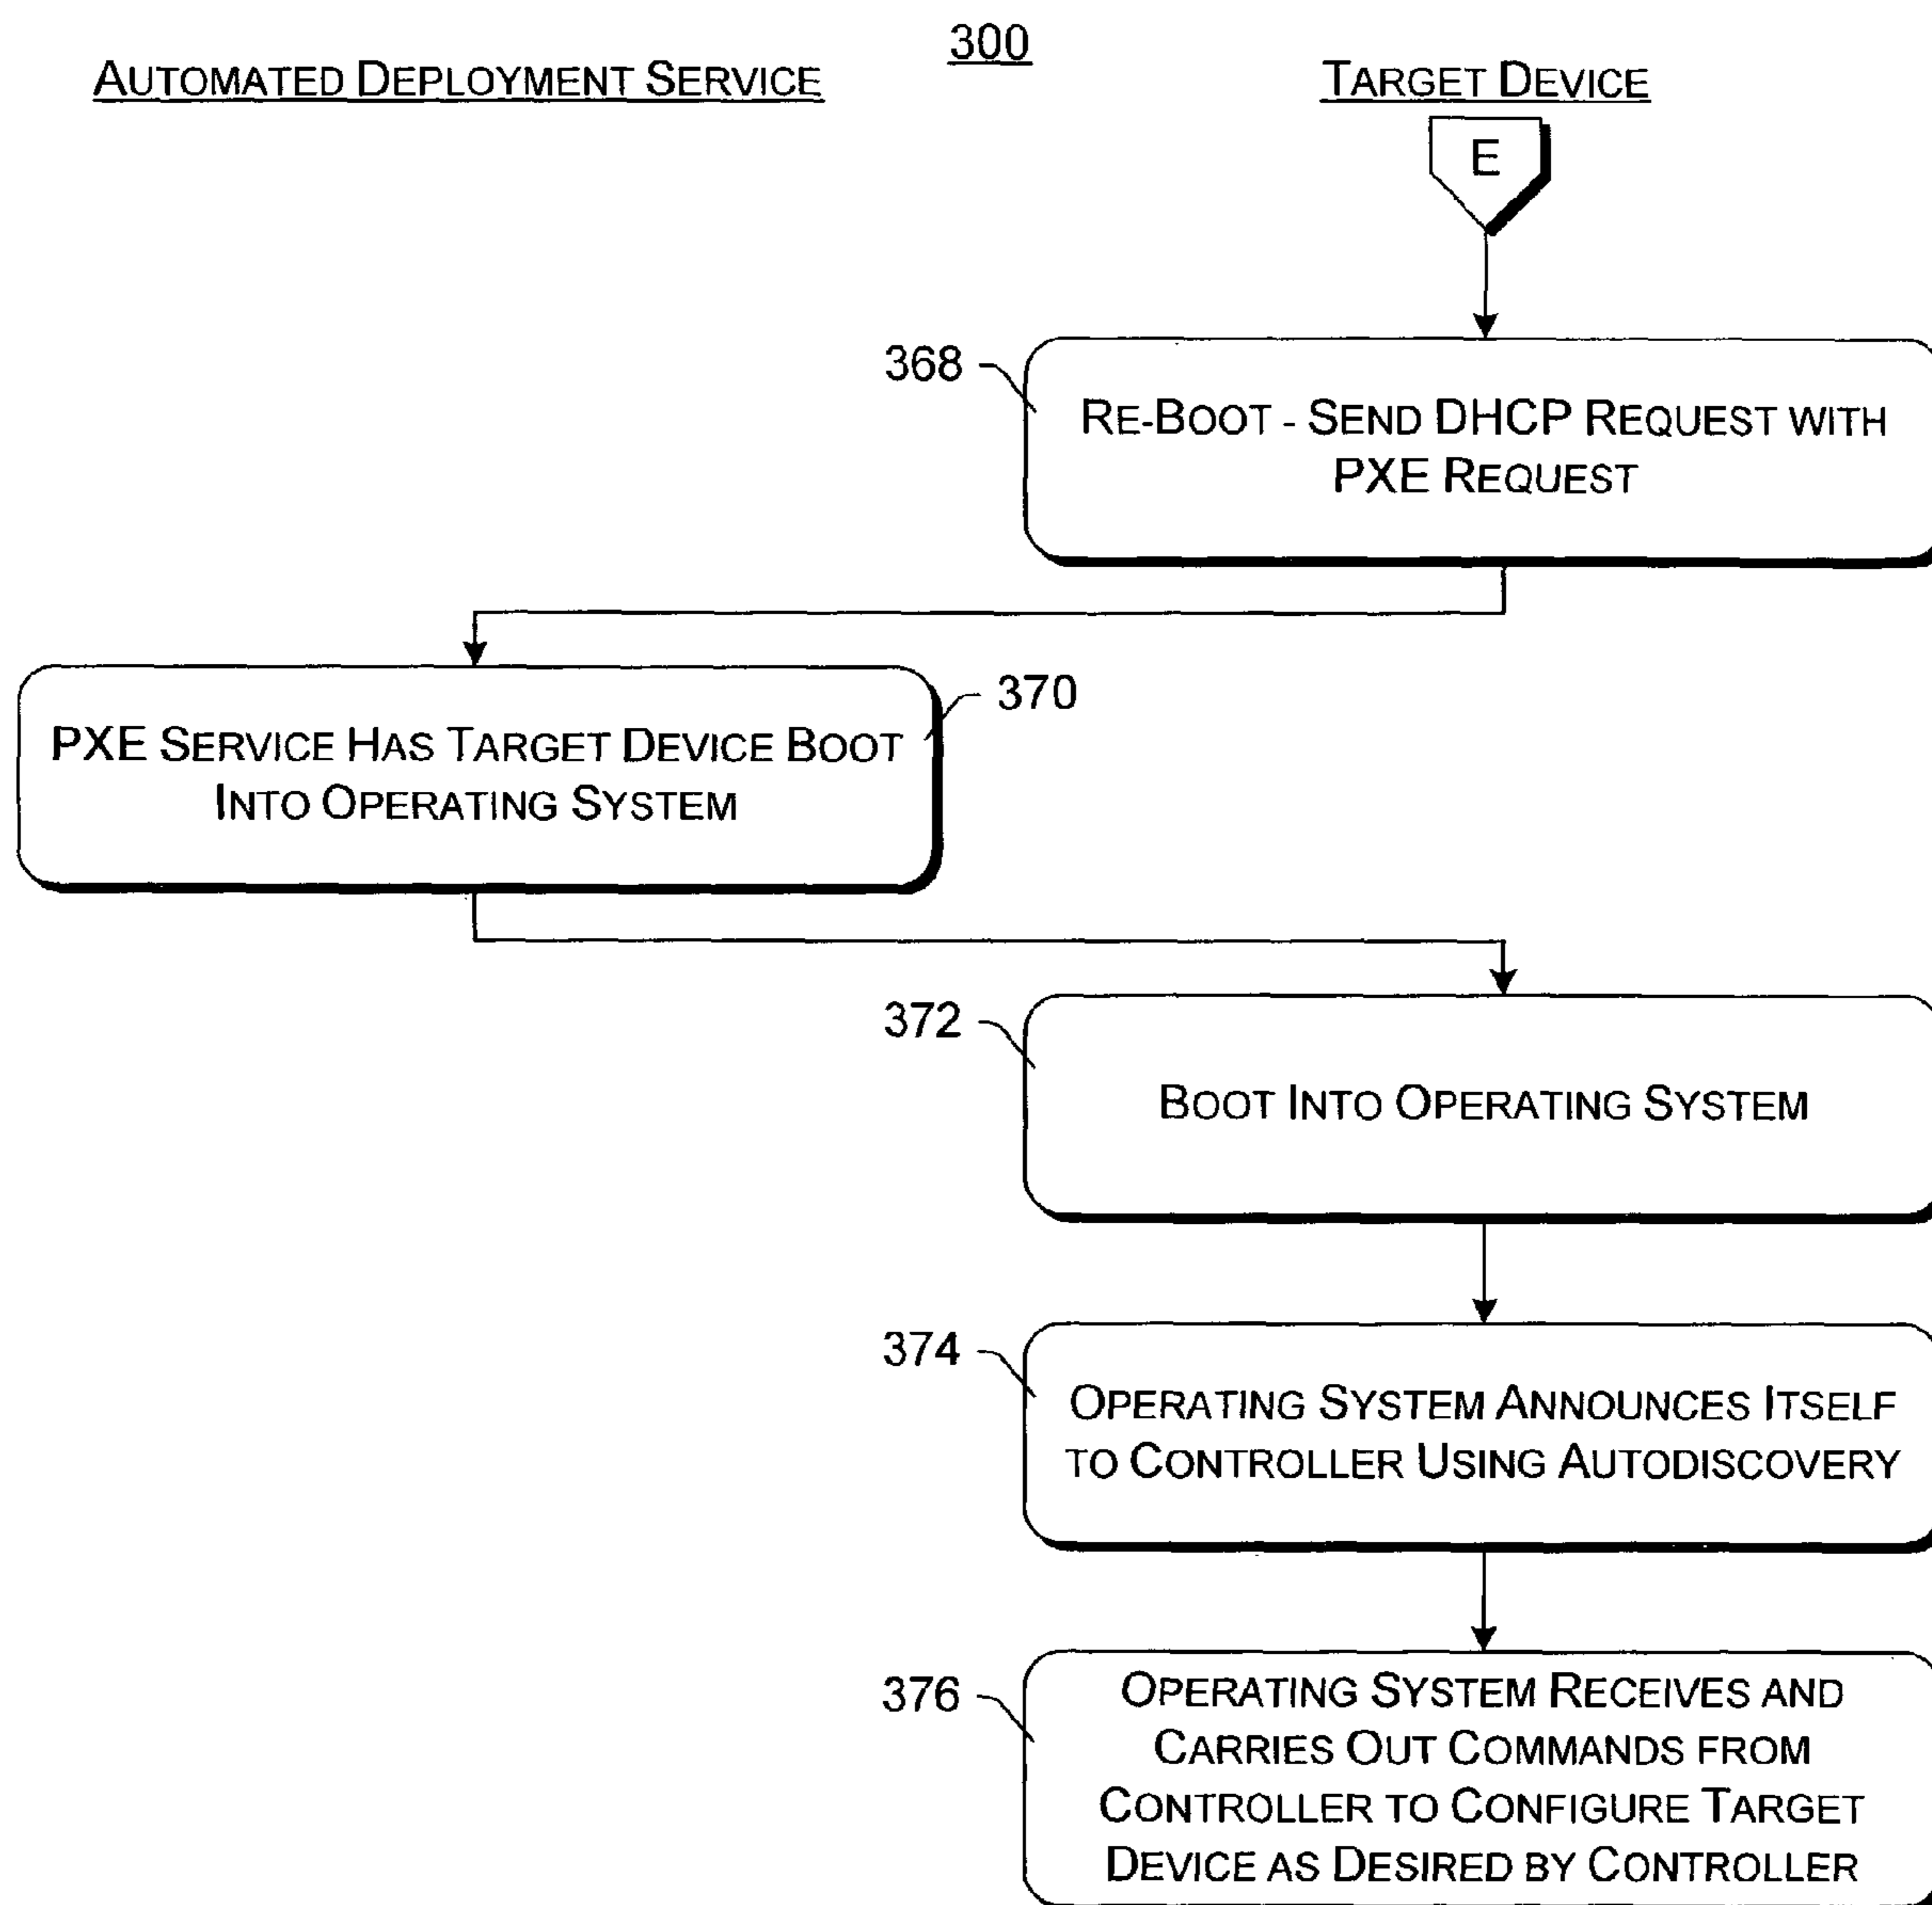 300
AUTOMATED DEPLOYMENT SERVICE
TARGET DEVICE
E
368
RE-BOOT - SEND DHCP REQUEST WITH
PXE REQUEST
370
PXE SERVICE HAS TARGET DEVICE BOOT
INTO OPERATING SYSTEM
372
BOOT INTO OPERATING SYSTEM
374
OPERATING SYSTEM ANNOUNCES ITSELF
TO CONTROLLER USING AUTODISCOVERY
376
OPERATING SYSTEM RECEIVES AND
CARRIES OUT COMMANDS FROM
CONTROLLER TO CONFIGURE TARGET
DEVICE AS DESIRED BY CONTROLLER